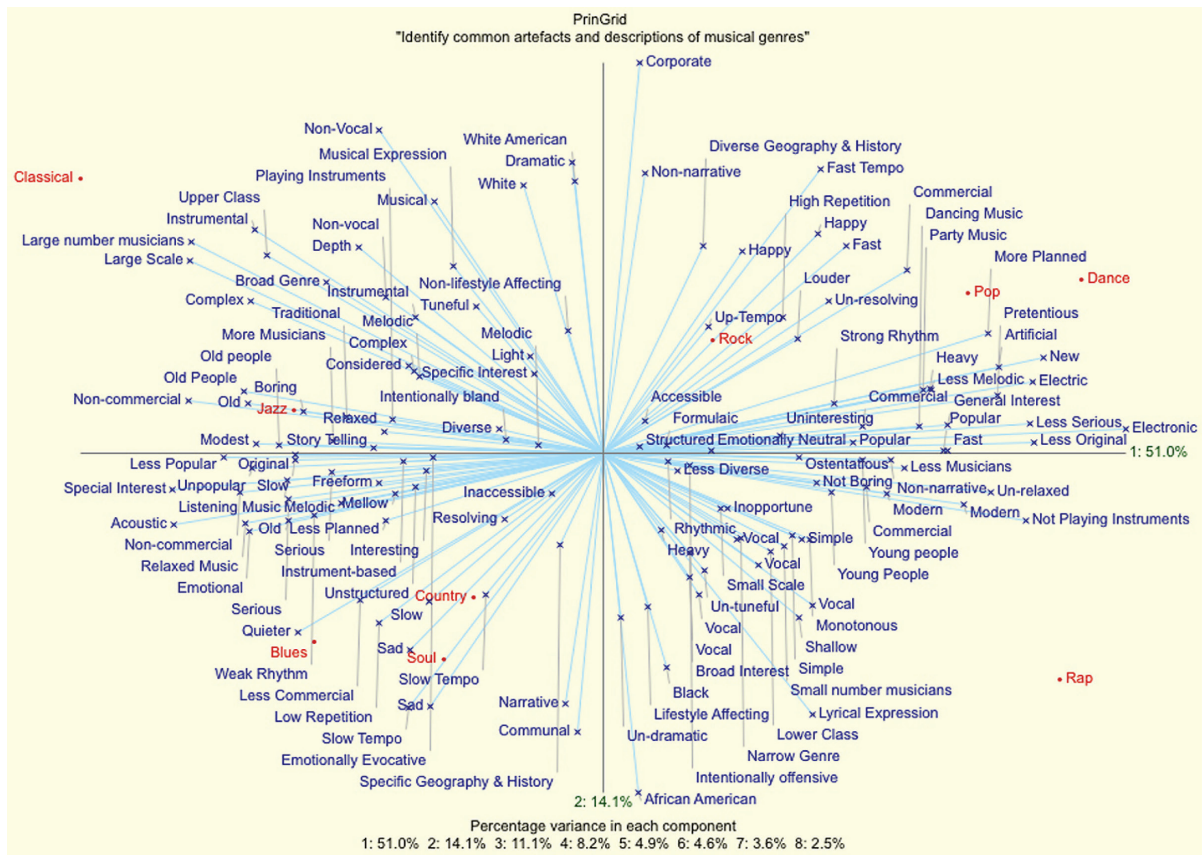 PrinGrid
"Identify common artefacts and descriptions of musical genres"
Corporate
Non-Vocal
White American
Musical Expression
Dramatic
Diverse Geography & History
Non-narrative
Fast Tempo
Classical
Playing Instruments
White
Commercial
Upper Class
Musical
High Repetition
Instrumental
Non-vocal
Happy
Dancing Music
Large number musicians
Depth
Happy
Fast
Party Music
Large Scale
More Planned
Broad Genre
Instrumental
Non-lifestyle Affecting
Louder
Dance
Complex
Tuneful
Un-resolving
Pop
Traditional
Melodic
Up-Tempo
Pretentious
More Musicians
Complex
Melodic
Rock
Strong Rhythm
Artificial
Old people
Considered
Light
Heavy
New
Old People
Boring
Specific Interest
Less Melodic
Electric
Non-commercial
Old
Jazz
Relaxed
Intentionally bland
Accessible
Commercial
General Interest
Diverse
Formulaic
Uninteresting
Popular
Less Serious
Electronic
Modest
Story Telling
Structured
Emotionally Neutral
Popular
Fast
Less Original
1: 51.0%
Less Popular
Original
Less Diverse
Ostentatious
Less Musicians
Special Interest
Unpopular
Slow
Freeform
Inaccessible
Not Boring
Non-narrative
Un-relaxed
Listening Music
Melodic
Mellow
Inopportune
Modern
Modern
Acoustic
Old
Less Planned
Resolving
Rhythmic
Vocal
Simple
Commercial
Not Playing Instruments
Non-commercial
Serious
Interesting
Heavy
Vocal
Young people
Relaxed Music
Instrument-based
Small Scale
Young People
Emotional
Unstructured
Country
Un-tuneful
Vocal
Serious
Slow
Vocal
Monotonous
Quieter
Sad
Vocal
Shallow
Blues
Soul
Weak Rhythm
Slow Tempo
Broad Interest
Simple
Rap
Less Commercial
Black
Small number musicians
Low Repetition
Sad
Narrative
Lifestyle Affecting
Lyrical Expression
Slow Tempo
Communal
Un-dramatic
Lower Class
Emotionally Evocative
Narrow Genre
Specific Geography & History
Intentionally offensive
2: 14.1%
African American
Percentage variance in each component
1: 51.0% 2: 14.1% 3: 11.1% 4: 8.2% 5: 4.9% 6: 4.6% 7: 3.6% 8: 2.5%